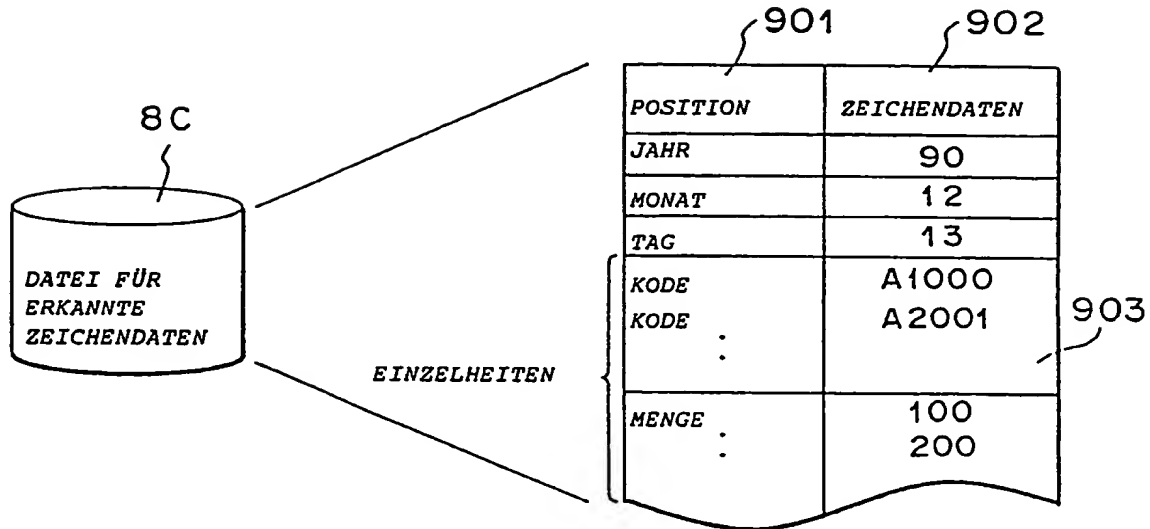 901
902
8C
DATEI FÜR
ERKANNTE
ZEICHENDATEN
POSITION ZEICHENDATEN
JAHR 90
MONAT 12
TAG 13
EINZELHEITEN
KODE A1000
KODE A2001
903
MENGE 100
200